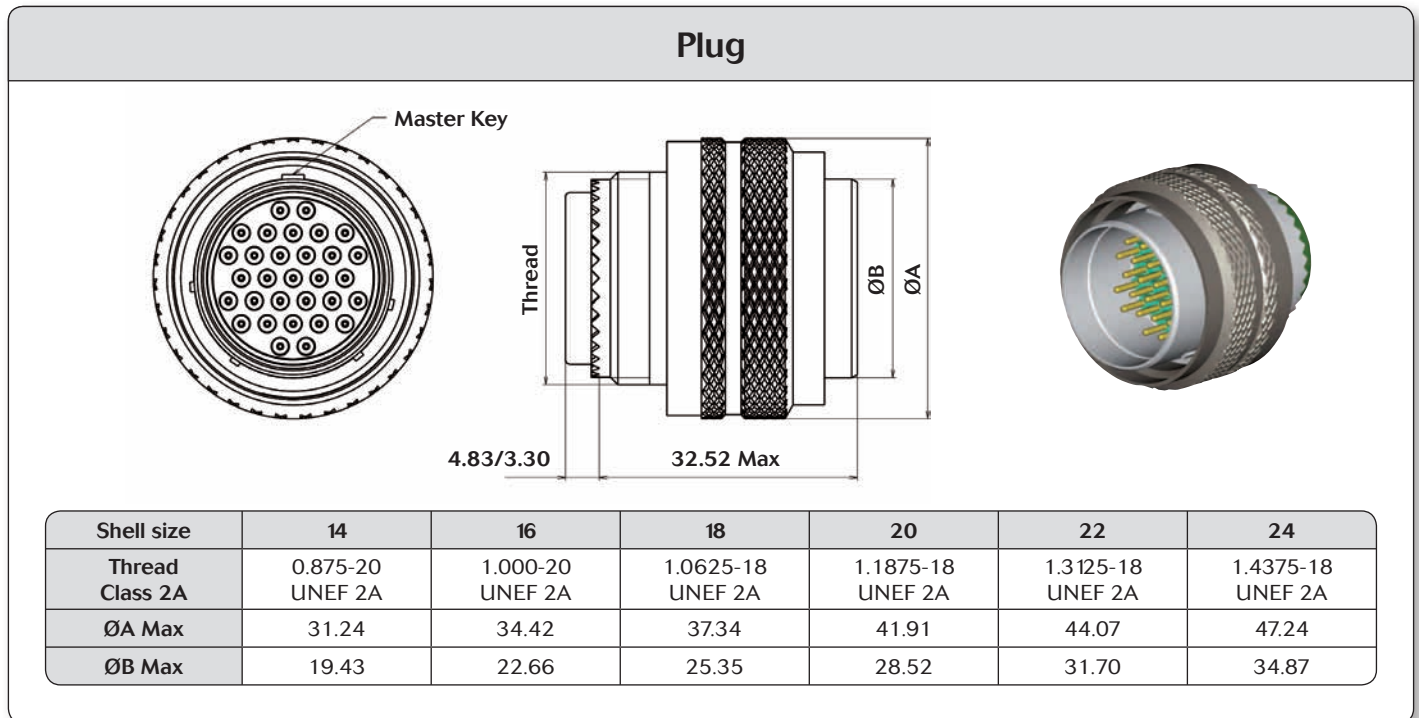 Plug
Master Key
Thread
ØB
ØA
4.83/3.30
32.52 Max
Shell size 14 16 18 20 22 24
Thread 0.875-20 1.000-20 1.0625-18 1.1875-18 1.3125-18 1.4375-18
Class 2A UNEF 2A UNEF 2A UNEF 2A UNEF 2A UNEF 2A UNEF 2A
ØA Max 31.24 34.42 37.34 41.91 44.07 47.24
ØB Max 19.43 22.66 25.35 28.52 31.70 34.87